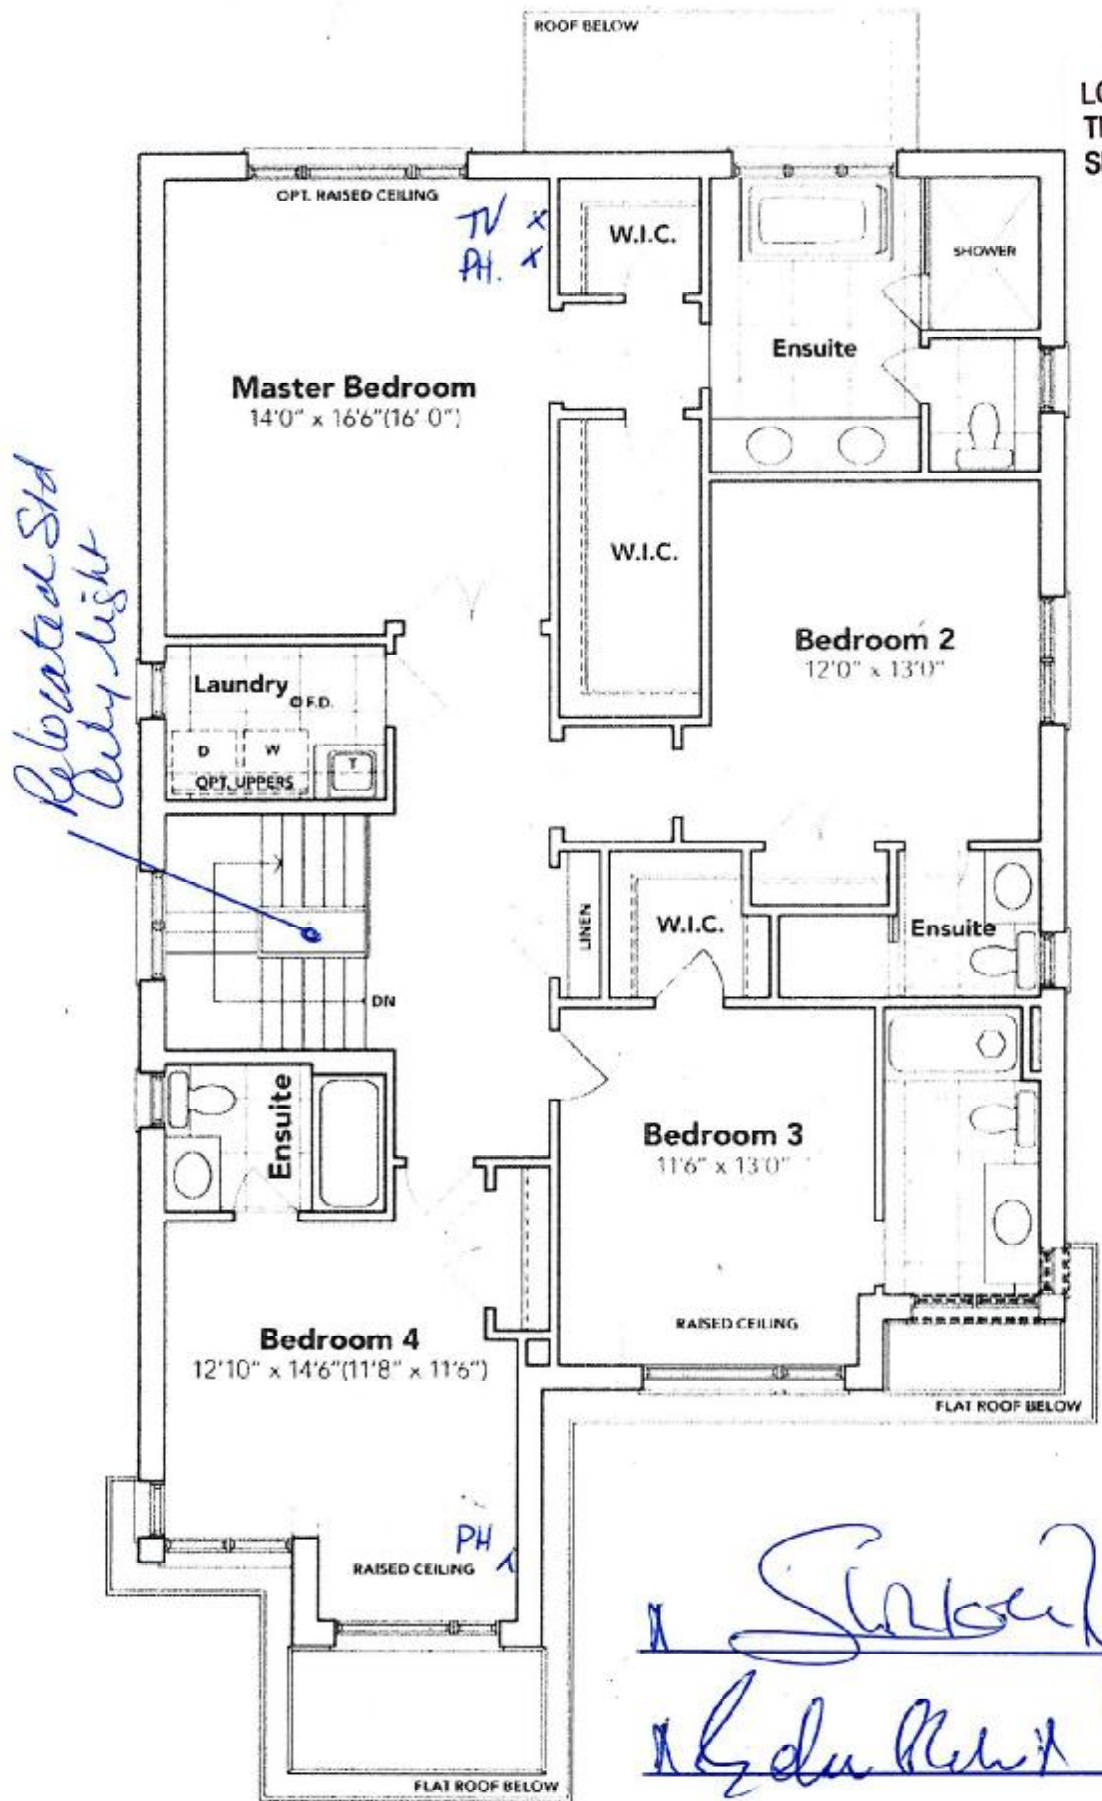 ROOF BELOW
OPT. RAISED CEILING
TV x
PH. x
W.I.C.
SHOWER
Ensuite
Master Bedroom
14'0" x 16'6"(16'0")
Relocated Std
light
W.I.C.
Bedroom 2
12'0" x 13'0"
Laundry
F.D.
D
W
T
OPT. UPPERS
LINEN
W.I.C.
Ensuite
DN
Ensuite
Bedroom 3
11'6" x 13'0"
RAISED CEILING
Bedroom 4
12'10" x 14'6"(11'8" x 11'6")
FLAT ROOF BELOW
PH
RAISED CEILING
FLAT ROOF BELOW